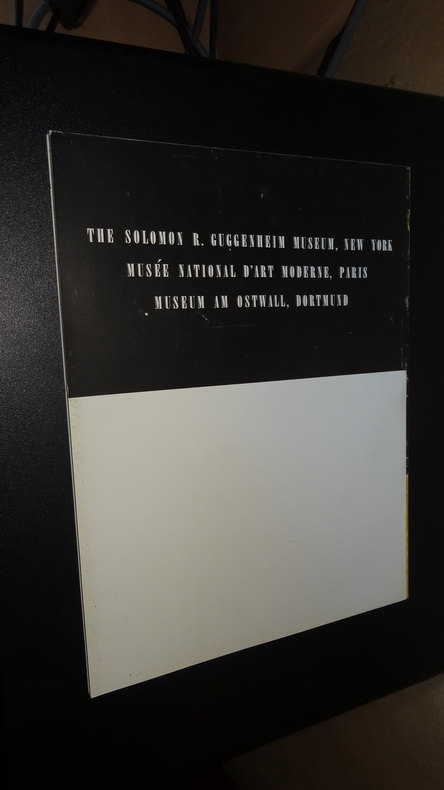 THE SOLOMON R. GUGGENHEIM MUSEUM, NEW YORK
MUSÉE NATIONAL D'ART MODERNE, PARIS
MUSEUM AM OSTWALL, DORTMUND